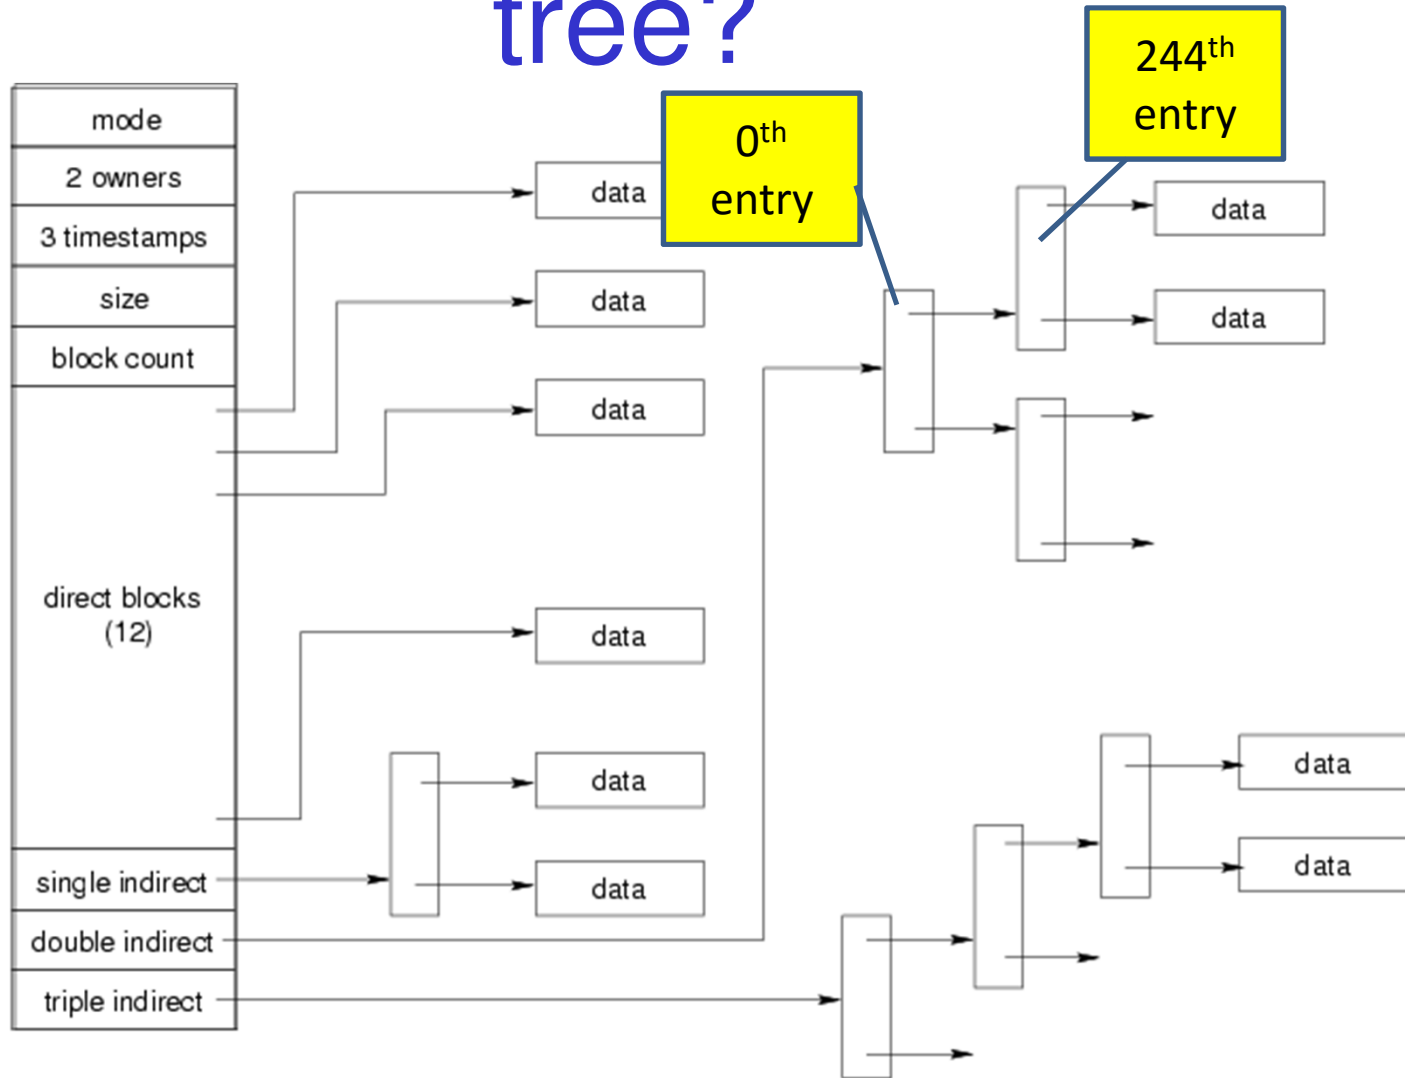 tree?
244th
entry
0th
entry
mode
2 owners
3 timestamps
size
block count
direct blocks
(12)
single indirect
double indirect
triple indirect
data
data
data
data
data
data
data
data
data
data